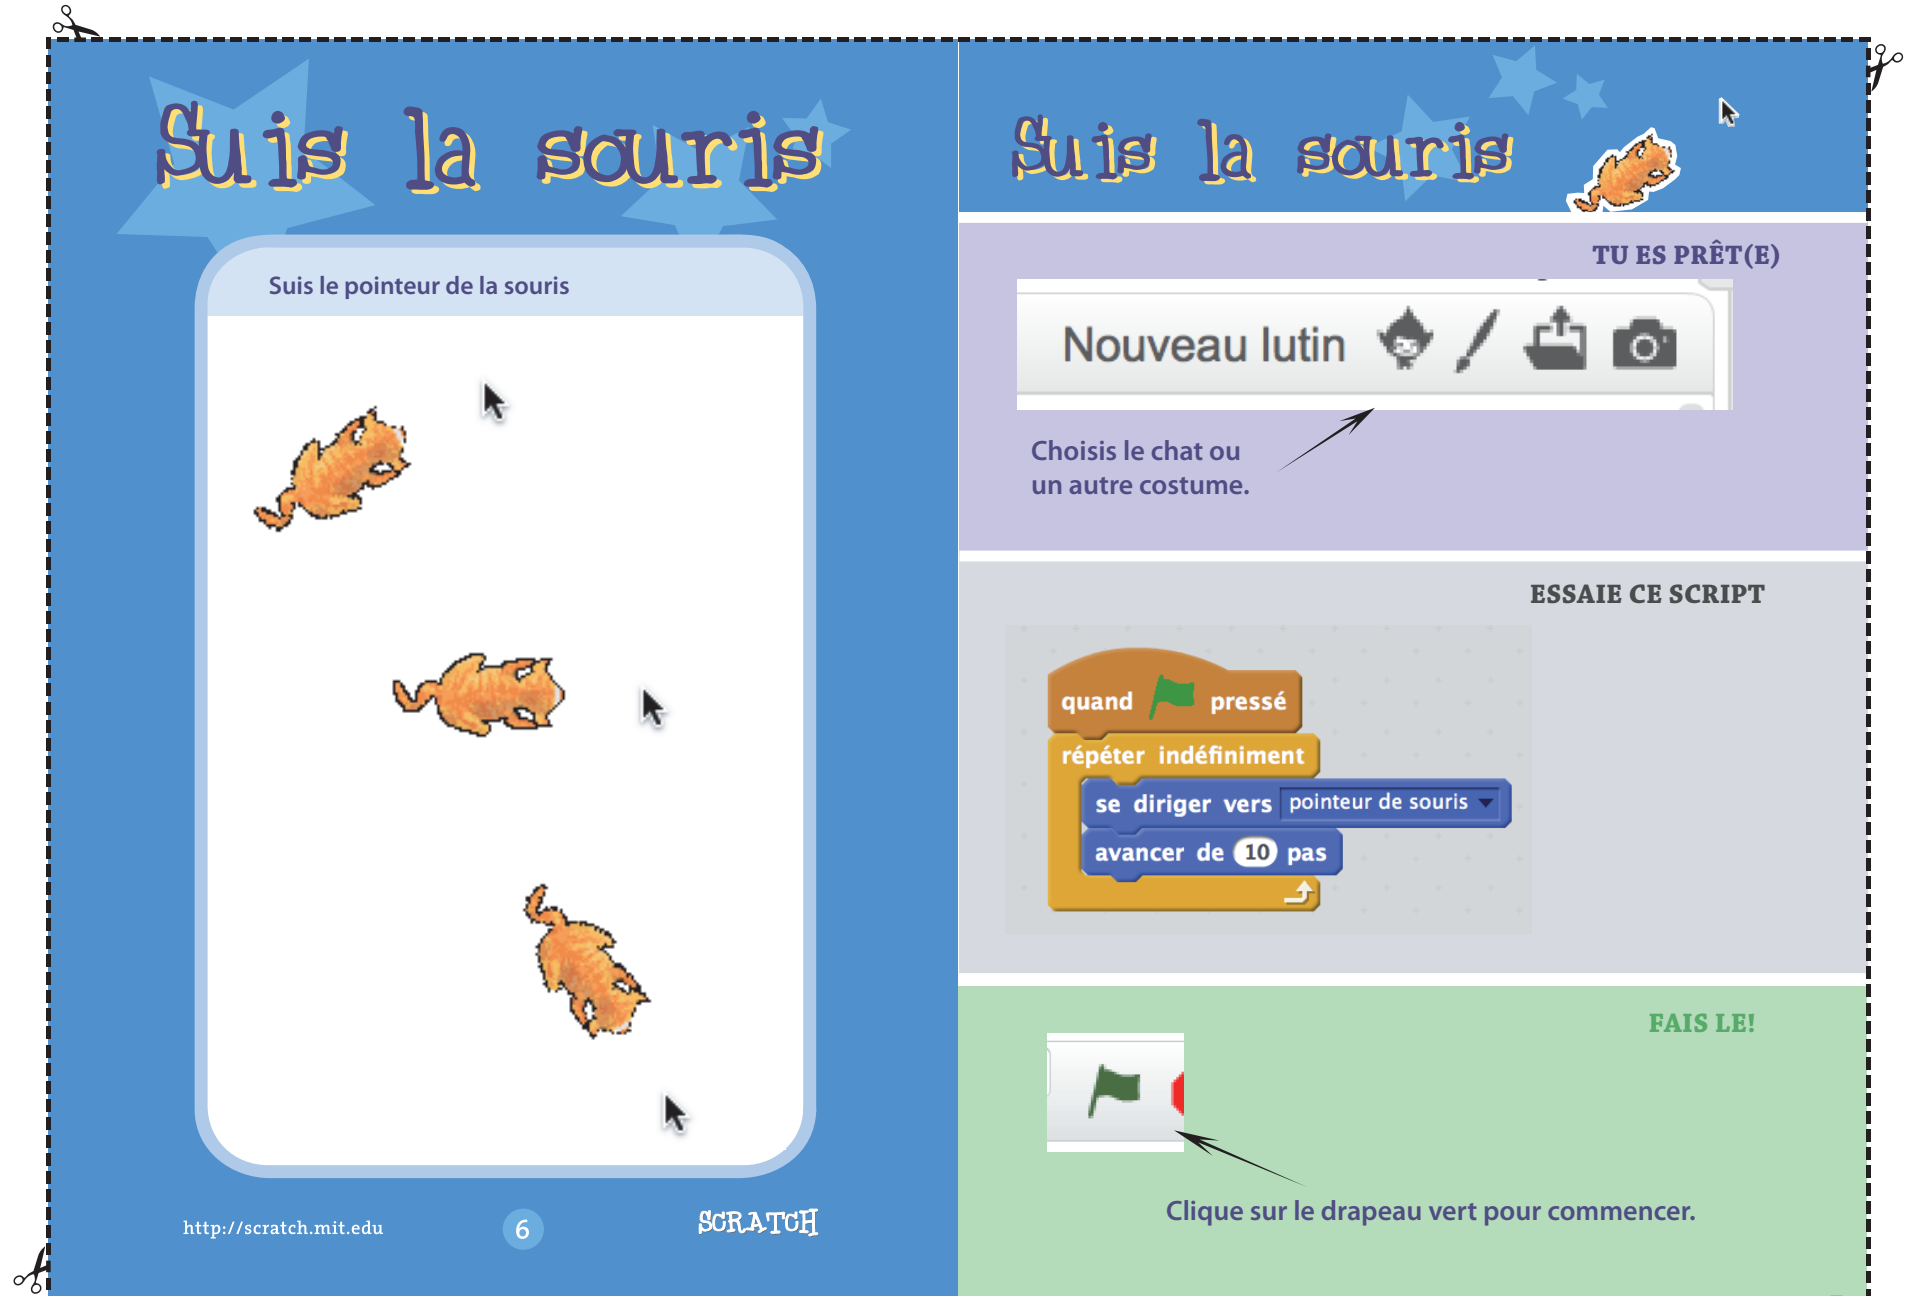 Suis la souris
Suis le pointeur de la souris
http://scratch.mit.edu
6
SCRATCH
Suis la souris
TU ES PRÊT(E)
Nouveau lutin
Choisis le chat ou
un autre costume.
ESSAIE CE SCRIPT
quand pressé
répéter indéfiniment
se diriger vers pointeur de souris
avancer de 10 pas
FAIS LE!
Clique sur le drapeau vert pour commencer.